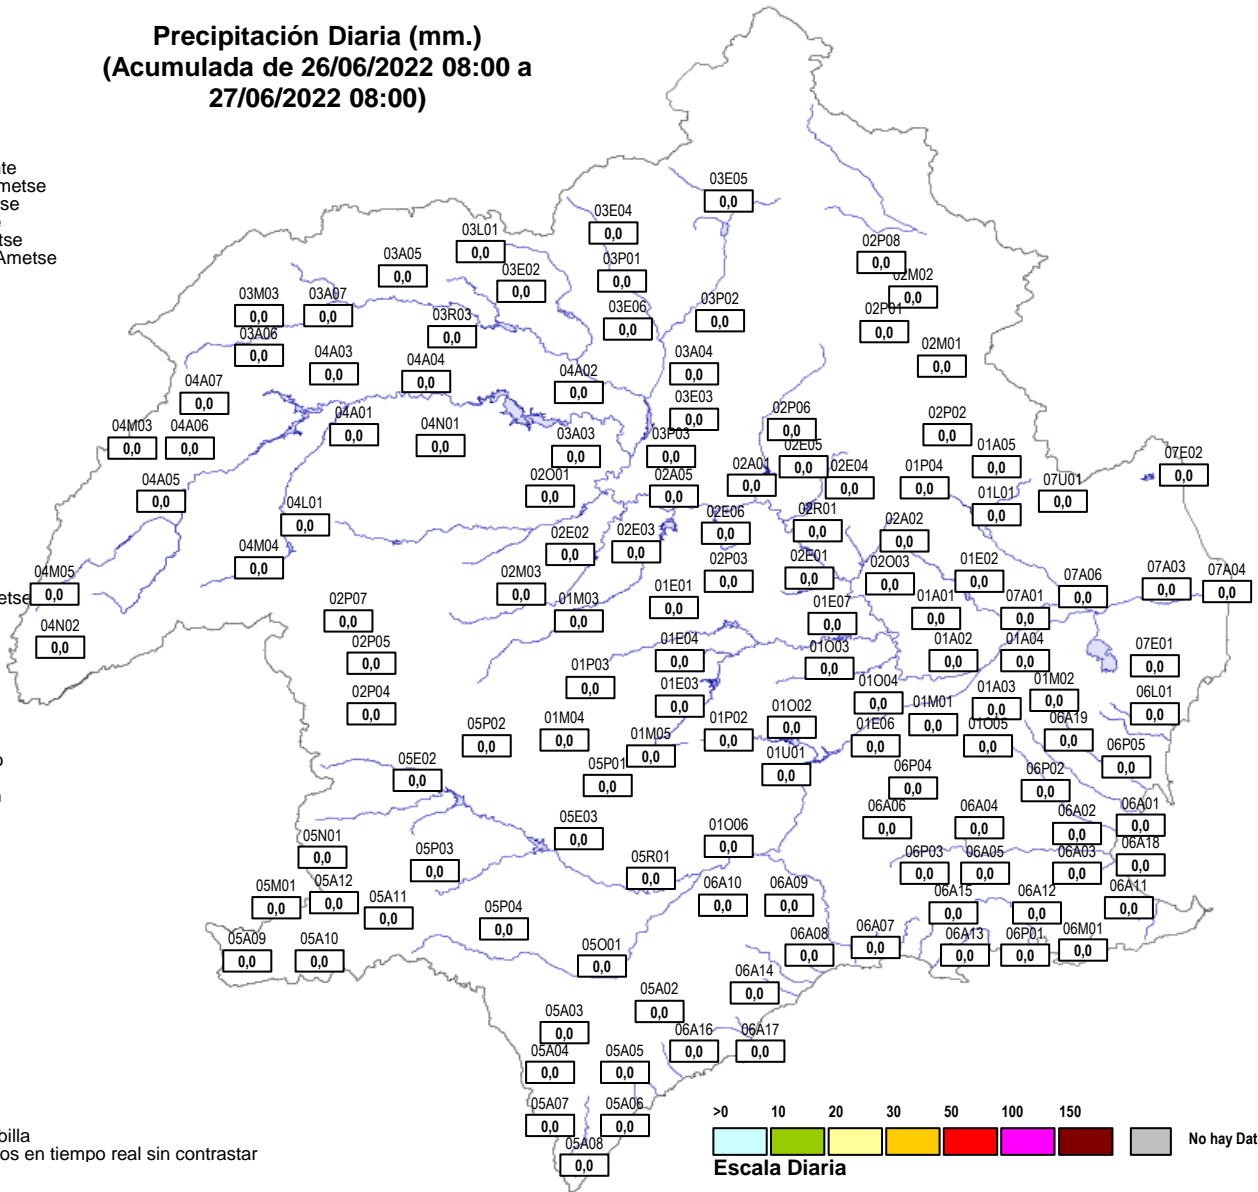 Precipitación Diaria (mm.)
(Acumulada de 26/06/2022 08:00 a
27/06/2022 08:00)
03E05
0,0
03E04
0,0
03L01
0,0
03A05
0,0
03E02
0,0
03P01
0,0
02P08
0,0
02M02
0,0
03M03
0,0
03A07
0,0
03R03
0,0
03E06
0,0
03P02
0,0
02P01
0,0
03A06
0,0
04A03
0,0
04A04
0,0
04A02
0,0
03A04
0,0
02M01
0,0
04A07
0,0
04A01
0,0
04N01
0,0
03E03
0,0
02P06
0,0
02P02
0,0
04M03
0,0
04A06
0,0
03A03
0,0
03P03
0,0
02E05
0,0
01A05
0,0
07E02
0,0
04A05
0,0
02O01
0,0
02A05
0,0
02A01
0,0
02E04
0,0
01P04
0,0
07U01
0,0
01L01
0,0
04L01
0,0
02E02
0,0
02E03
0,0
02E06
0,0
02R01
0,0
02A02
0,0
04M04
0,0
04M05
0,0
02M03
0,0
02P03
0,0
02E01
0,0
02O03
0,0
01E02
0,0
07A06
0,0
07A03
0,0
07A04
0,0
02P07
0,0
01M03
0,0
01E01
0,0
01E07
0,0
01A01
0,0
07A01
0,0
04N02
0,0
02P05
0,0
01E04
0,0
01O03
0,0
01A02
0,0
01A04
0,0
07E01
0,0
02P04
0,0
01P03
0,0
01E03
0,0
01O04
0,0
01M01
0,0
01A03
0,0
01M02
0,0
06L01
0,0
05P02
0,0
01M04
0,0
01M05
0,0
01P02
0,0
01O02
0,0
01E06
0,0
01O05
0,0
06A19
0,0
06P05
0,0
05E02
0,0
05P01
0,0
01U01
0,0
06P04
0,0
06P02
0,0
05E03
0,0
01O06
0,0
06A06
0,0
06A04
0,0
06A02
0,0
06A01
0,0
05N01
0,0
05P03
0,0
05R01
0,0
06P03
0,0
06A05
0,0
06A03
0,0
06A18
0,0
05M01
0,0
05A12
0,0
05A11
0,0
05P04
0,0
06A10
0,0
06A09
0,0
06A15
0,0
06A12
0,0
06A11
0,0
05A09
0,0
05A10
0,0
05O01
0,0
06A08
0,0
06A07
0,0
06A13
0,0
06P01
0,0
06M01
0,0
06A14
0,0
05A02
0,0
05A03
0,0
06A16
0,0
06A17
0,0
05A04
0,0
05A05
0,0
05A07
0,0
05A06
0,0
05A08
0,0
os en tiempo real sin contrastar
>0 10 20 30 50 100 150
No hay Dat
Escala Diaria